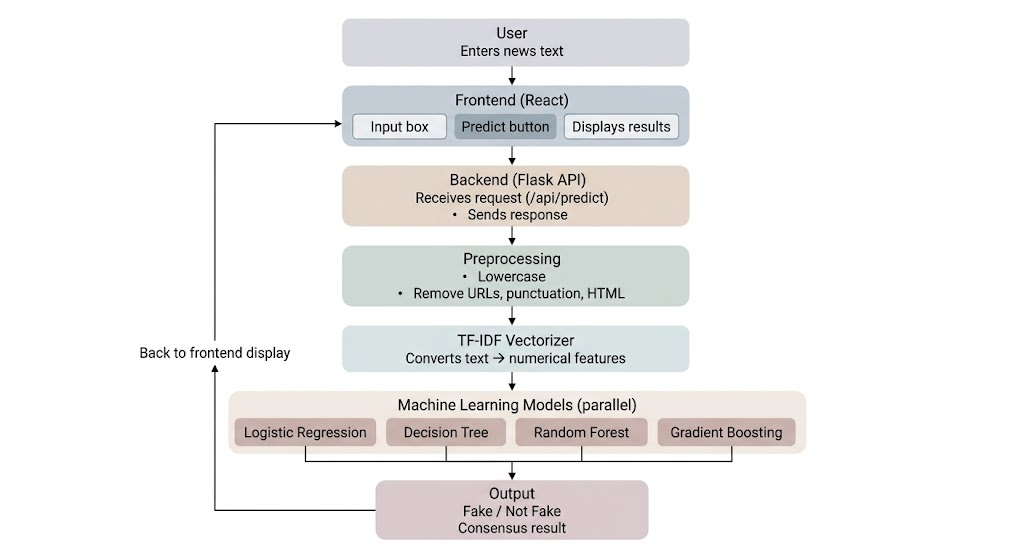 User
Enters news text
Frontend (React)
Input box
Predict button
Displays results
Backend (Flask API)
Receives request (/api/predict)
• Sends response
Preprocessing
• Lowercase
• Remove URLs, punctuation, HTML
TF-IDF Vectorizer
Converts text → numerical features
Back to frontend display
Machine Learning Models (parallel)
Logistic Regression
Decision Tree
Random Forest
Gradient Boosting
Output
Fake / Not Fake
Consensus result